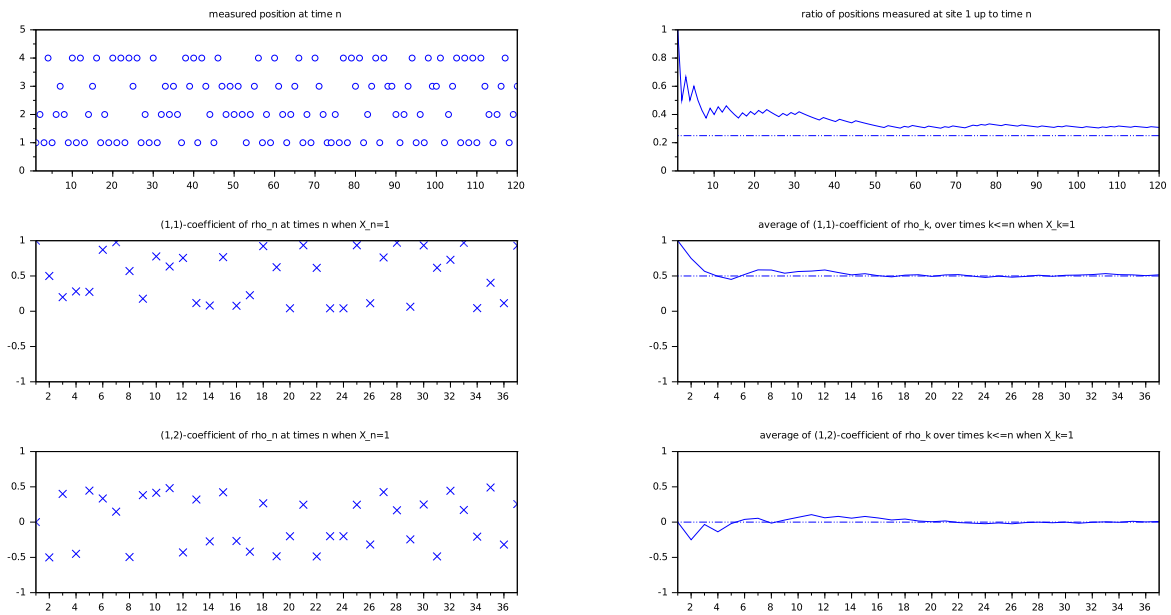 measured position at time n
5
4
3
2
1
0
10 20 30 40 50 60 70 80 90 100 110 120
ratio of positions measured at site 1 up to time n
1
0.8
0.6
0.4
0.2
0
10 20 30 40 50 60 70 80 90 100 110 120
(1,1)-coefficient of rho_n at times n when X_n=1
1
0.5
0
-0.5
-1
2 4 6 8 10 12 14 16 18 20 22 24 26 28 30 32 34 36
average of (1,1)-coefficient of rho_k, over times k<=n when X_k=1
1
0.5
0
-0.5
-1
2 4 6 8 10 12 14 16 18 20 22 24 26 28 30 32 34 36
(1,2)-coefficient of rho_n at times n when X_n=1
1
0.5
0
-0.5
-1
2 4 6 8 10 12 14 16 18 20 22 24 26 28 30 32 34 36
average of (1,2)-coefficient of rho_k over times k<=n when X_k=1
1
0.5
0
-0.5
-1
2 4 6 8 10 12 14 16 18 20 22 24 26 28 30 32 34 36